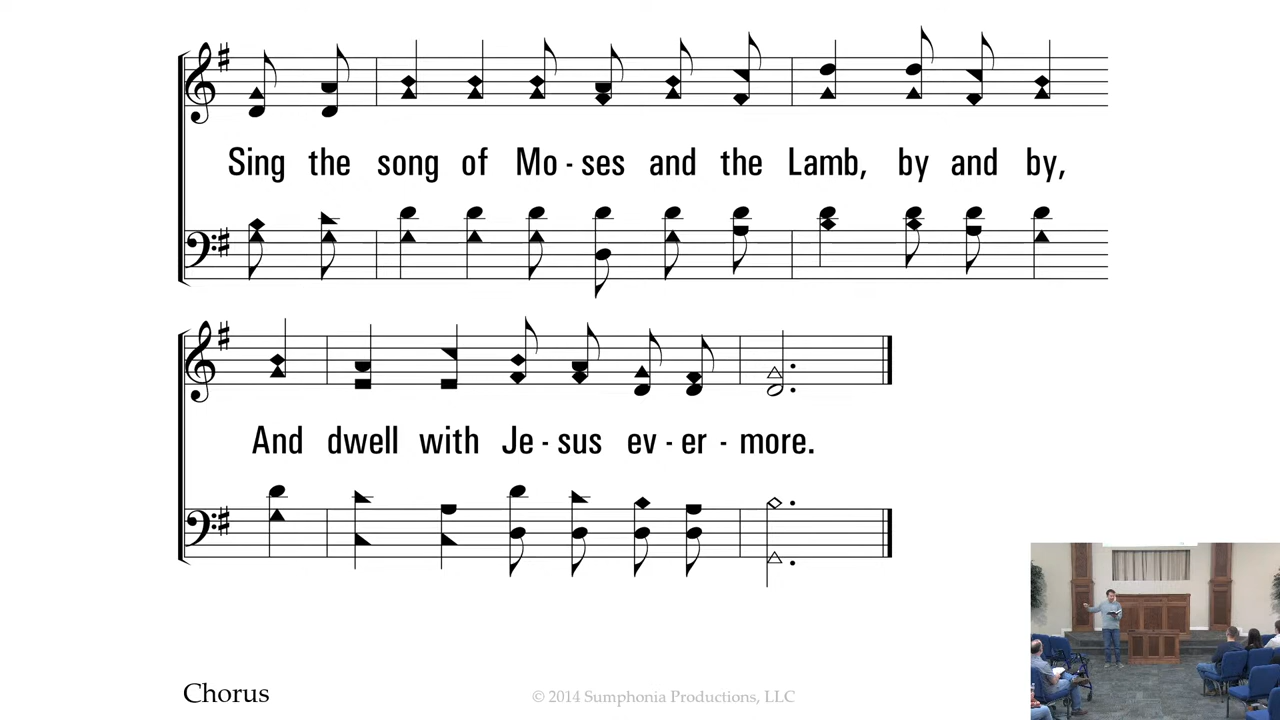 Sing the song of Mo - ses and the Lamb, by and by,
And dwell with Je - sus ev - er - more.
Chorus
© 2014 Sumphonia Productions, LLC